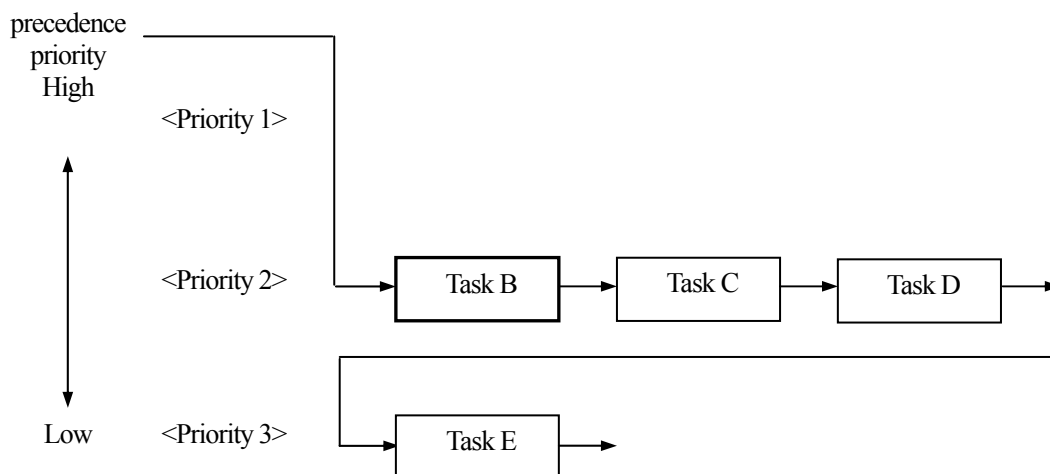 precedence
priority
High
<Priority 1>
<Priority 2>
Task B
Task C
Task D
Low
<Priority 3>
Task E